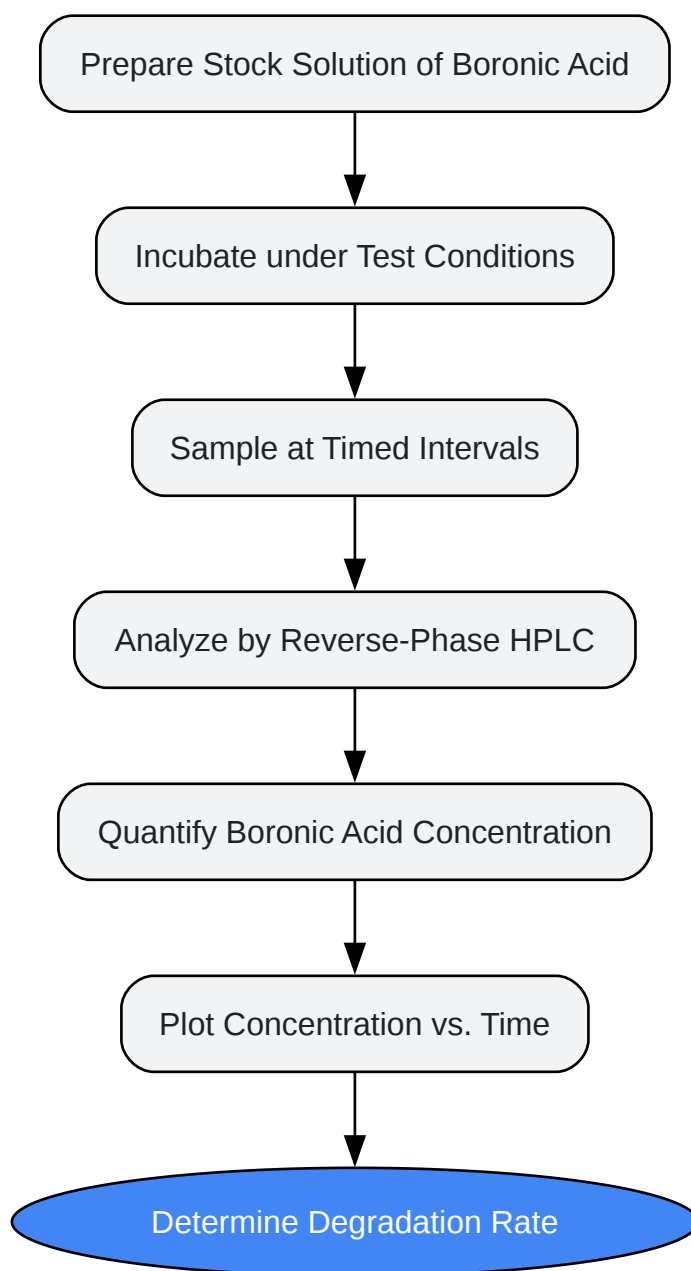 Prepare Stock Solution of Boronic Acid
Incubate under Test Conditions
Sample at Timed Intervals
Analyze by Reverse-Phase HPLC
Quantify Boronic Acid Concentration
Plot Concentration vs. Time
Determine Degradation Rate